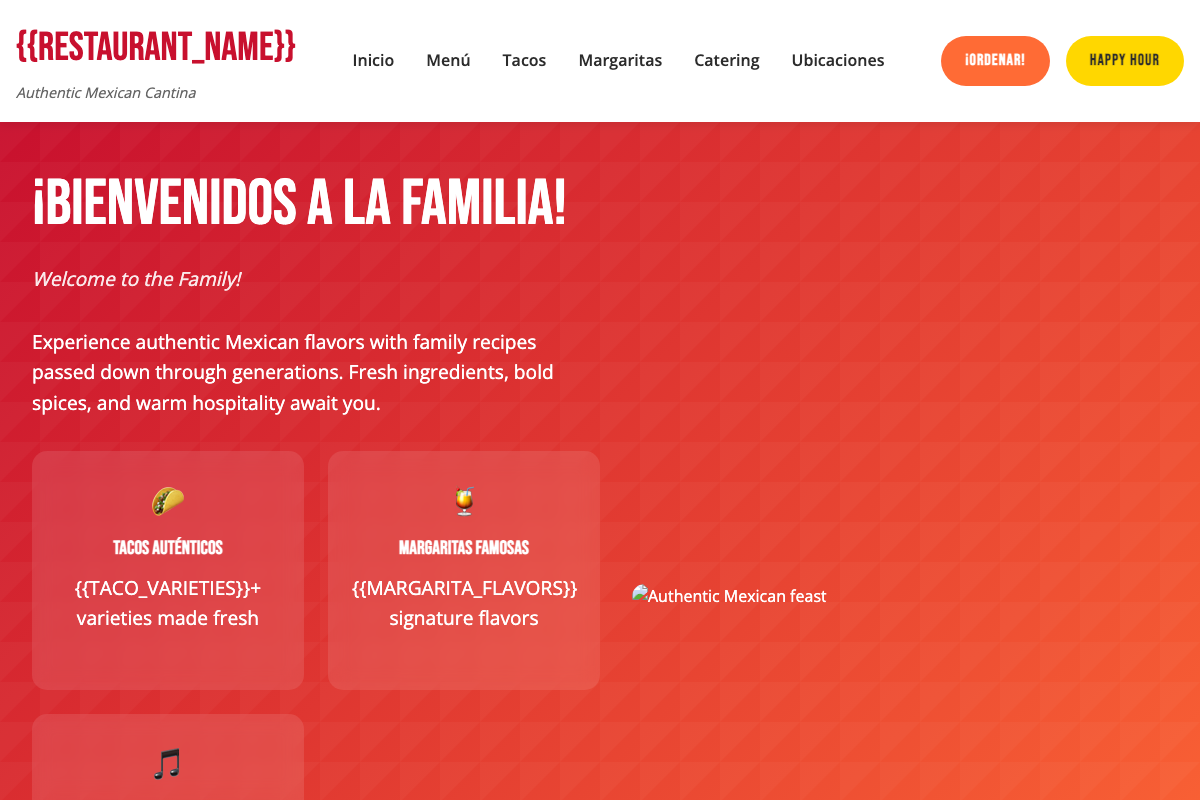 {{RESTAURANT_NAME}}
Authentic Mexican Cantina
Inicio
Menú
Tacos
Margaritas
Catering
Ubicaciones
¡ORDENAR!
HAPPY HOUR
¡BIENVENIDOS A LA FAMILIA!
Welcome to the Family!
Experience authentic Mexican flavors with family recipes
passed down through generations. Fresh ingredients, bold
spices, and warm hospitality await you.
TACOS AUTÉNTICOS
{{TACO_VARIETIES}}+
varieties made fresh
MARGARITAS FAMOSAS
{{MARGARITA_FLAVORS}}
signature flavors
Authentic Mexican feast